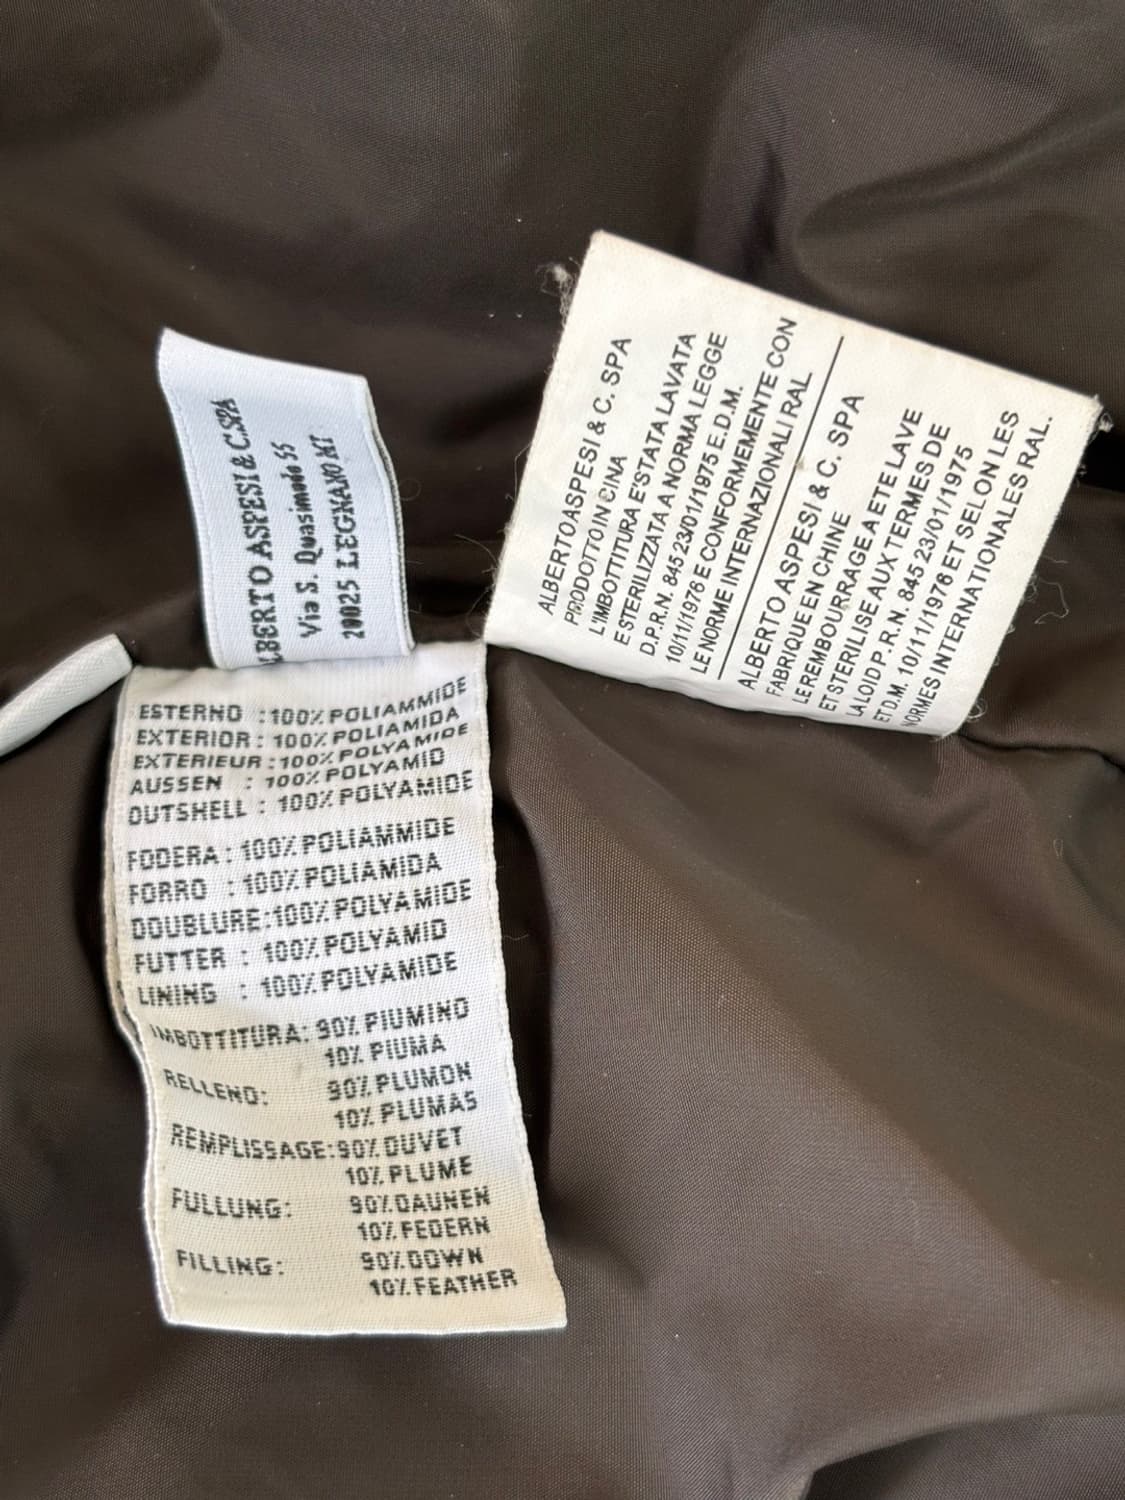 ALBERTO ASPESI & C.SPA
Via S. Quasimodo 55
20025 LEGNANO MI
ALBERTO ASPESI & C. SPA
PRODOTTO IN CINA
L'IMBOTTITURA E'STATA LAVATA
ESTERILIZZATA A NORMA LEGGE
D.P.R.N. 845 23/01/1975 E.D.M.
10/11/1976 E CONFORMEMENTE CON
LE NORME INTERNAZIONALI RAL
ALBERTO ASPESI & C. SPA
FABRIQUE EN CHINE
LE REMBOURRAGE A ETE LAVE
ET STERILISE AUX TERMES DE
LA LOI D.P.R.N. 845 23/01/1975
ET D.M. 10/11/1976 ET SELON LES
NORMES INTERNATIONALES RAL.
ESTERNO : 100% POLIAMMIDE
EXTERIOR : 100% POLIAMIDA
EXTERIEUR : 100% POLYAMIDE
AUSSEN : 100% POLYAMID
OUTSHELL : 100% POLYAMIDE
FODERA : 100% POLIAMMIDE
FORRO : 100% POLIAMIDA
DOUBLURE : 100% POLYAMIDE
FUTTER : 100% POLYAMID
LINING : 100% POLYAMIDE
IMBOTTITURA: 90% PIUMINO
10% PIUMA
RELLENO: 90% PLUMON
10% PLUMAS
REMPLISSAGE: 90% DUVET
10% PLUME
FULLUNG: 90% DAUNEN
10% FEDERN
FILLING: 90% DOWN
10% FEATHER